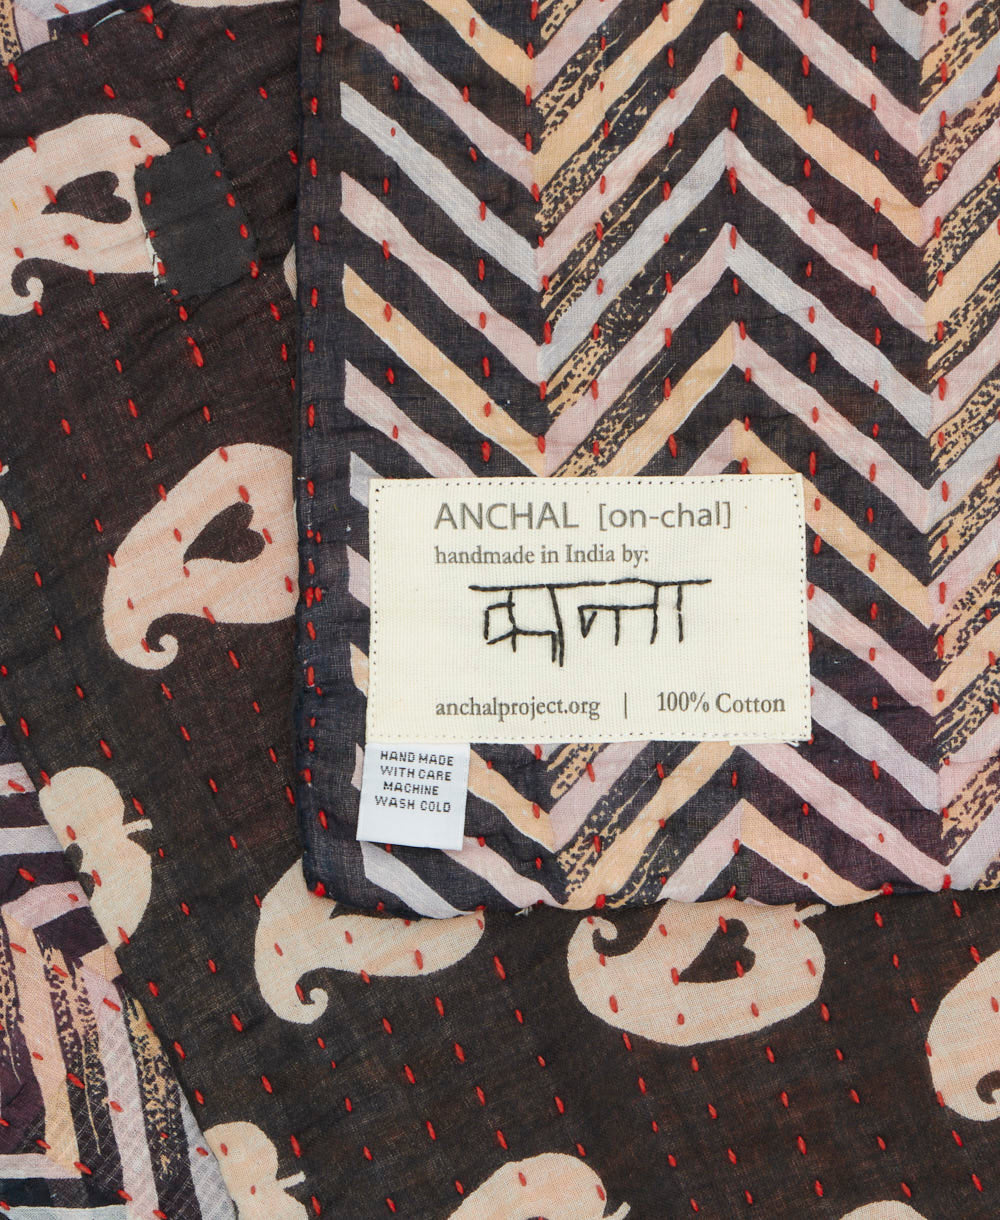 ANCHAL [on-chal]
handmade in India by:
कान्ता
anchalproject.org | 100% Cotton
HAND MADE
WITH CARE
MACHINE
WASH COLD